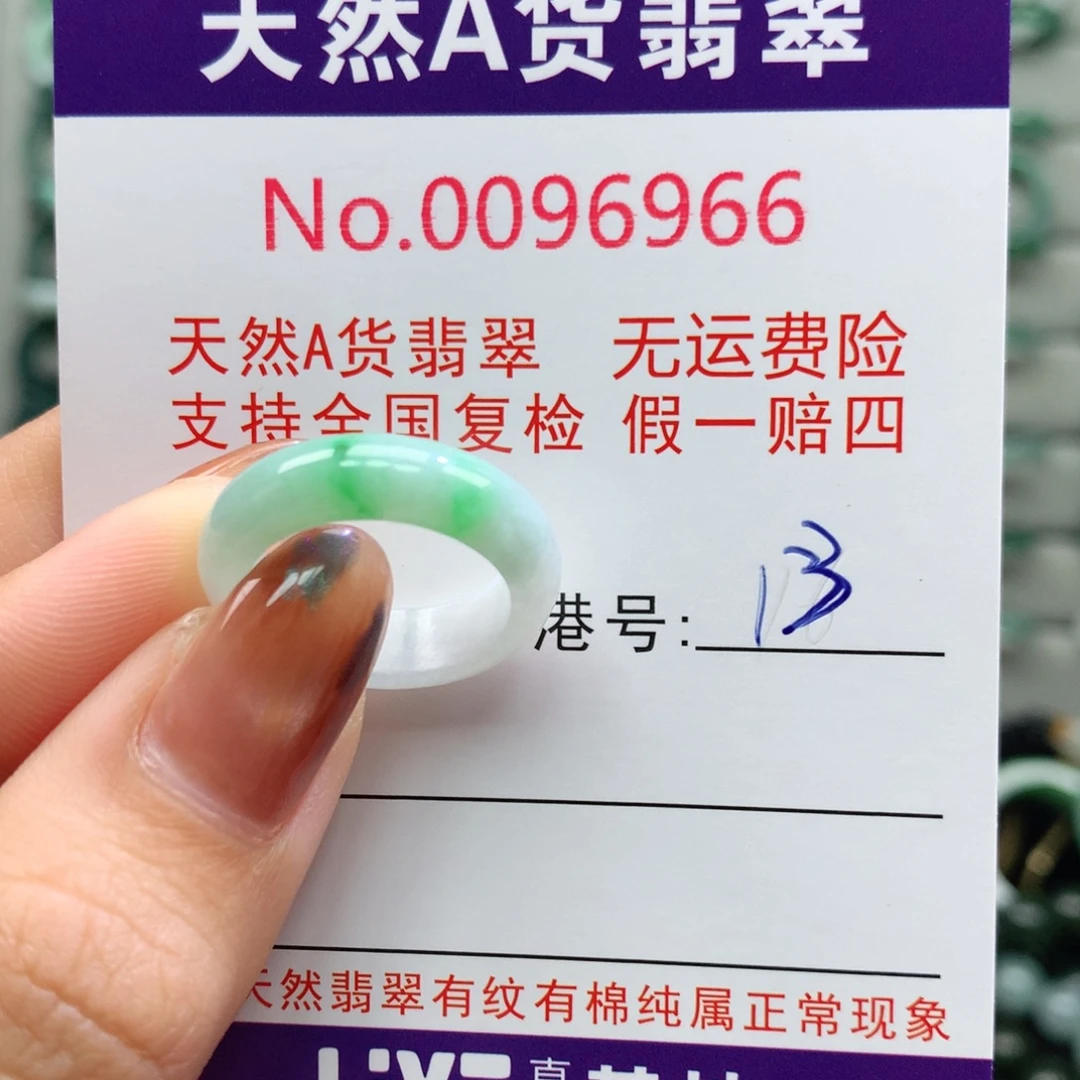 天然A货翡翠
No.0096966
天然A货翡翠 无运费险
支持全国复检 假一赔四
港号: 13
天然翡翠有纹有棉纯属正常现象